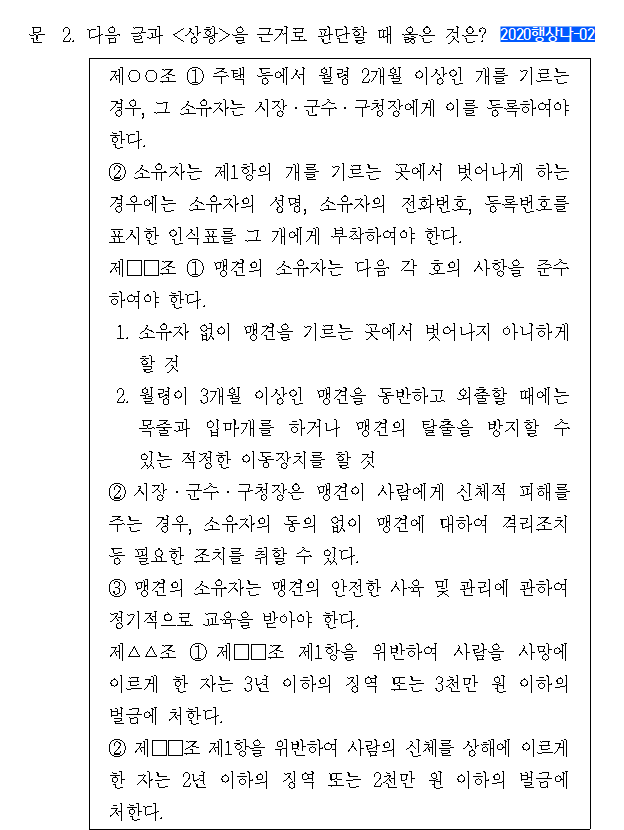 문 2. 다음 글과 <상황>을 근거로 판단할 때 옳은 것은? 2020행상나-02
제○○조 ① 주택 등에서 월령 2개월 이상인 개를 기르는
경우, 그 소유자는 시장·군수·구청장에게 이를 등록하여야
한다.
② 소유자는 제1항의 개를 기르는 곳에서 벗어나게 하는
경우에는 소유자의 성명, 소유자의 전화번호, 등록번호를
표시한 인식표를 그 개에게 부착하여야 한다.
제□□조 ① 맹견의 소유자는 다음 각 호의 사항을 준수
하여야 한다.
1. 소유자 없이 맹견을 기르는 곳에서 벗어나지 아니하게
할 것
2. 월령이 3개월 이상인 맹견을 동반하고 외출할 때에는
목줄과 입마개를 하거나 맹견의 탈출을 방지할 수
있는 적정한 이동장치를 할 것
② 시장·군수·구청장은 맹견이 사람에게 신체적 피해를
주는 경우, 소유자의 동의 없이 맹견에 대하여 격리조치
등 필요한 조치를 취할 수 있다.
③ 맹견의 소유자는 맹견의 안전한 사육 및 관리에 관하여
정기적으로 교육을 받아야 한다.
제△△조 ① 제□□조 제1항을 위반하여 사람을 사망에
이르게 한 자는 3년 이하의 징역 또는 3천만 원 이하의
벌금에 처한다.
② 제□□조 제1항을 위반하여 사람의 신체를 상해에 이르게
한 자는 2년 이하의 징역 또는 2천만 원 이하의 벌금에
처한다.